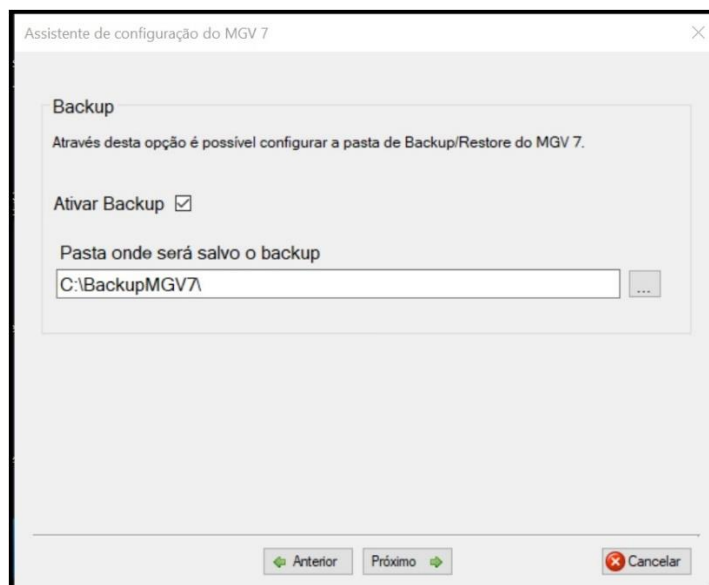 Assistente de configuração do MGV 7
Backup
Através desta opção é possível configurar a pasta de Backup/Restore do MGV 7.
Ativar Backup
Pasta onde será salvo o backup
C:\BackupMGV7\
...
Anterior
Próximo
Cancelar